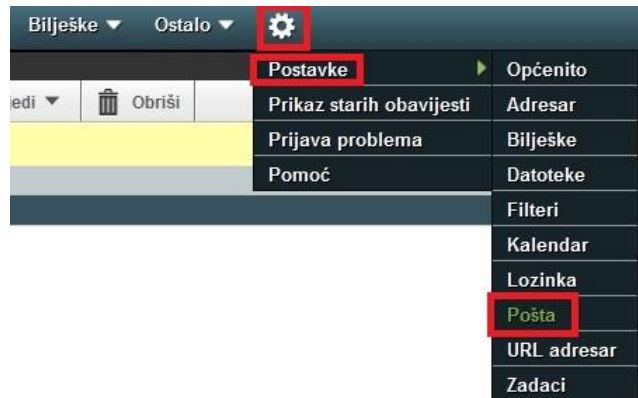 Bilješke Ostalo
Postavke
Prikaz starih obavijesti
Prijava problema
Pomoć
edi Obriši
Općenito
Adresar
Bilješke
Datoteke
Filteri
Kalendar
Lozinka
Pošta
URL adresar
Zadaci